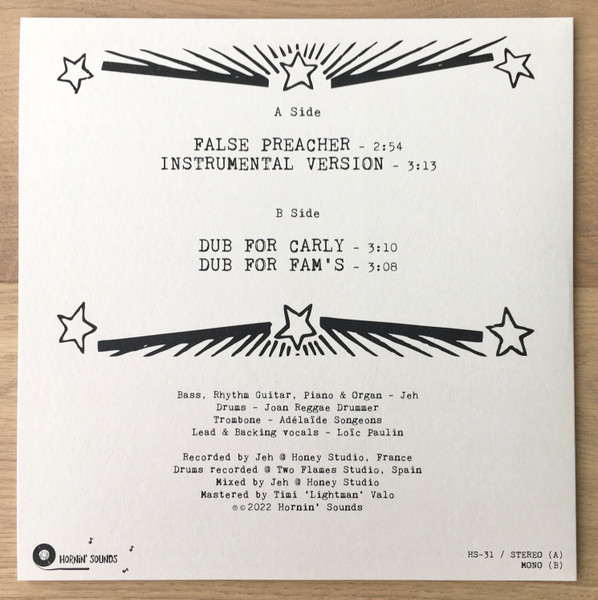 A Side
FALSE PREACHER - 2:54
INSTRUMENTAL VERSION - 3:13
B Side
DUB FOR CARLY - 3:10
DUB FOR FAM'S - 3:08
Bass, Rhythm Guitar, Piano & Organ - Jeh
Drums - Joan Reggae Drummer
Trombone - Adélaïde Songeons
Lead & Backing vocals - Loïc Paulin
Recorded by Jeh @ Honey Studio, France
Drums recorded @ Two Flames Studio, Spain
Mixed by Jeh @ Honey Studio
Mastered by Timi 'Lightman' Valo
℗©2022 Hornin' Sounds
HORNIN' SOUNDS
HS-31 / STEREO (A)
MONO (B)